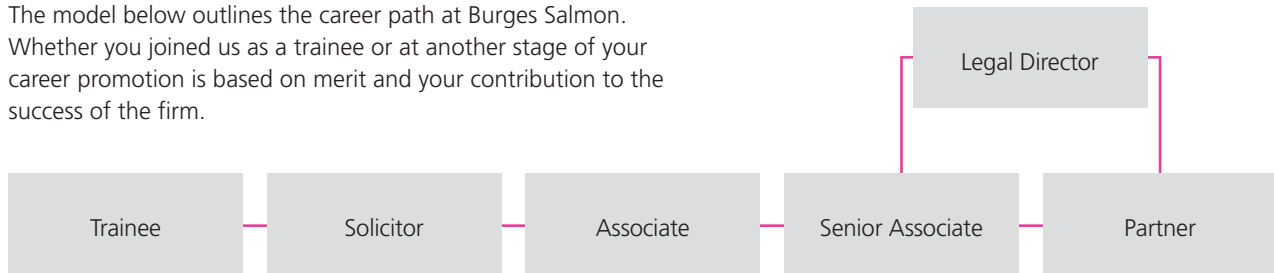 The model below outlines the career path at Burges Salmon.
Whether you joined us as a trainee or at another stage of your
career promotion is based on merit and your contribution to the
success of the firm.
Legal Director
Trainee
Solicitor
Associate
Senior Associate
Partner